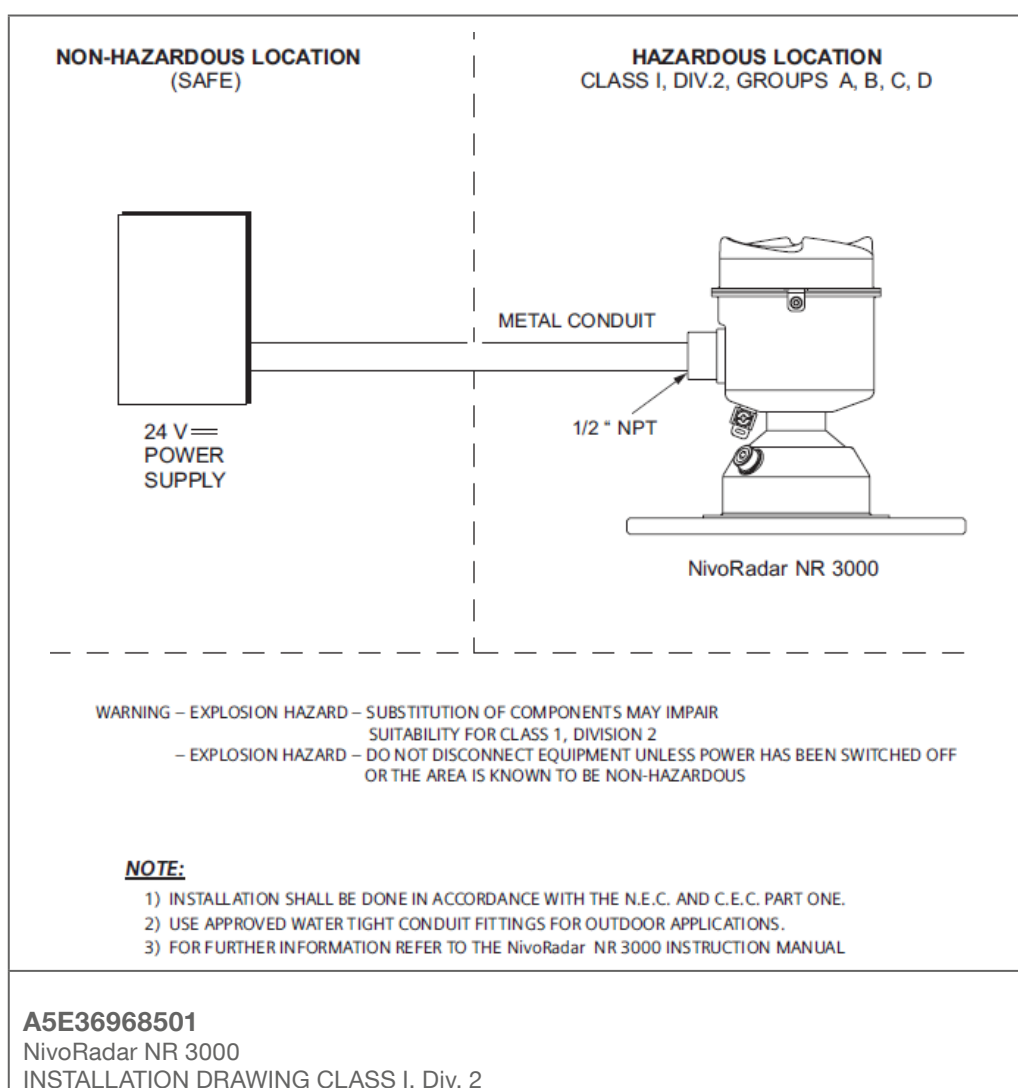 NON-HAZARDOUS LOCATION
(SAFE)
HAZARDOUS LOCATION
CLASS I, DIV.2, GROUPS A, B, C, D
METAL CONDUIT
1/2 “ NPT
24 V
POWER
SUPPLY
NivoRadar NR 3000
WARNING – EXPLOSION HAZARD – SUBSTITUTION OF COMPONENTS MAY IMPAIR
SUITABILITY FOR CLASS 1, DIVISION 2
– EXPLOSION HAZARD – DO NOT DISCONNECT EQUIPMENT UNLESS POWER HAS BEEN SWITCHED OFF
OR THE AREA IS KNOWN TO BE NON-HAZARDOUS
NOTE:
1) INSTALLATION SHALL BE DONE IN ACCORDANCE WITH THE N.E.C. AND C.E.C. PART ONE.
2) USE APPROVED WATER TIGHT CONDUIT FITTINGS FOR OUTDOOR APPLICATIONS.
3) FOR FURTHER INFORMATION REFER TO THE NivoRadar NR 3000 INSTRUCTION MANUAL
A5E36968501
NivoRadar NR 3000
INSTALLATION DRAWING CLASS I, Div. 2